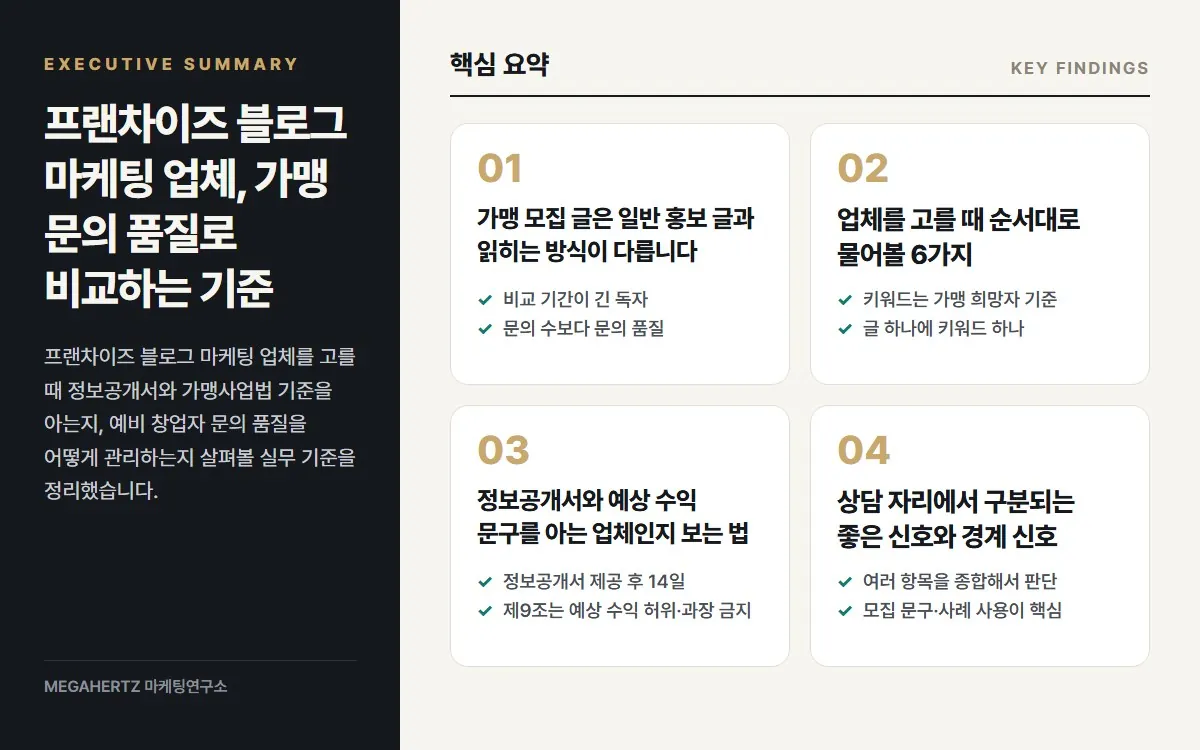 EXECUTIVE SUMMARY
프랜차이즈 블로그
마케팅 업체, 가맹
문의 품질로
비교하는 기준
프랜차이즈 블로그 마케팅 업체를 고를
때 정보공개서와 가맹사업법 기준을
아는지, 예비 창업자 문의 품질을
어떻게 관리하는지 살펴볼 실무 기준을
정리했습니다.
MEGAHERTZ 마케팅연구소
핵심 요약
KEY FINDINGS
01
가맹 모집 글은 일반 홍보 글과
읽히는 방식이 다릅니다
비교 기간이 긴 독자
문의 수보다 문의 품질
02
업체를 고를 때 순서대로
물어볼 6가지
키워드는 가맹 희망자 기준
글 하나에 키워드 하나
03
정보공개서와 예상 수익
문구를 아는 업체인지 보는 법
정보공개서 제공 후 14일
제9조는 예상 수익 허위·과장 금지
04
상담 자리에서 구분되는
좋은 신호와 경계 신호
여러 항목을 종합해서 판단
모집 문구·사례 사용이 핵심